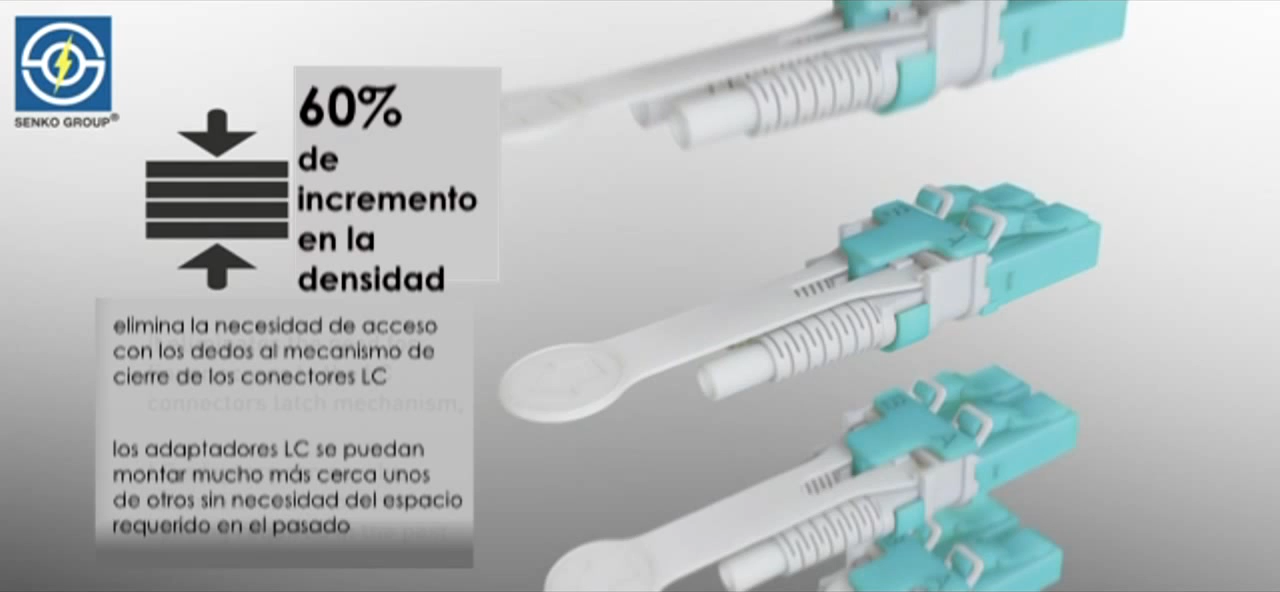 SENKO GROUP®
60%
de
incremento
en la
densidad
elimina la necesidad de acceso
con los dedos al mecanismo de
cierre de los conectores LC
connectors latch mechanism,
los adaptadores LC se puedan
montar mucho más cerca unos
de otros sin necesidad del espacio
requerido en el pasado